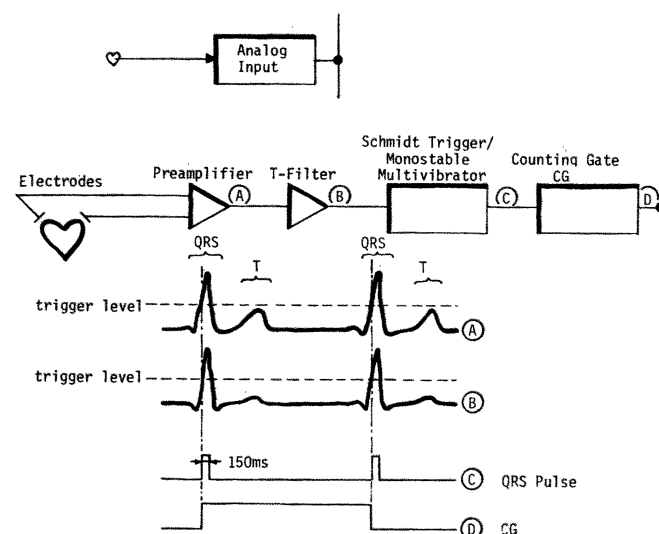 Analog
Input
Schmidt Trigger/
Monostable
Multivibrator
Counting Gate
CG
Preamplifier
T-Filter
Electrodes
A
B
C
D
QRS
T
QRS
T
trigger level
A
trigger level
B
150ms
C QRS Pulse
D CG